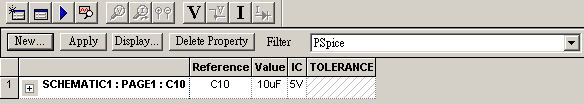 V I
New... Apply Display... Delete Property Filter PSpice
Reference Value IC TOLERANCE
1 SCHEMATIC1 : PAGE1 : C10 C10 10uF 5V